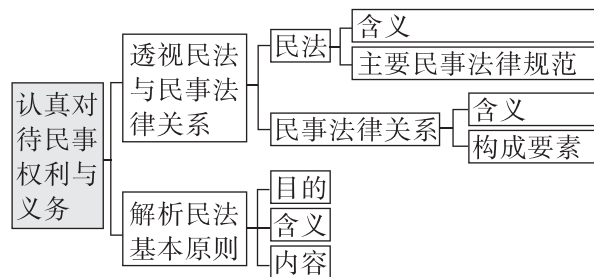 认真对
待民事
权利与
义务
透视民法
与民事法
律关系
民法
含义
主要民事法律规范
民事法律关系
含义
构成要素
解析民法
基本原则
目的
含义
内容